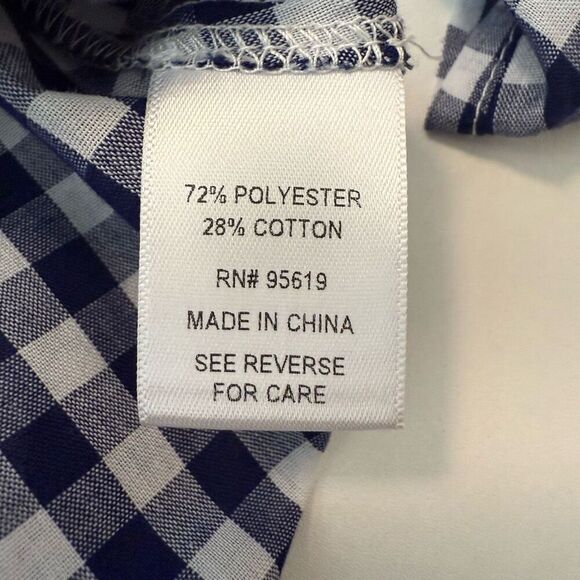 72% POLYESTER
28% COTTON
RN# 95619
MADE IN CHINA
SEE REVERSE
FOR CARE